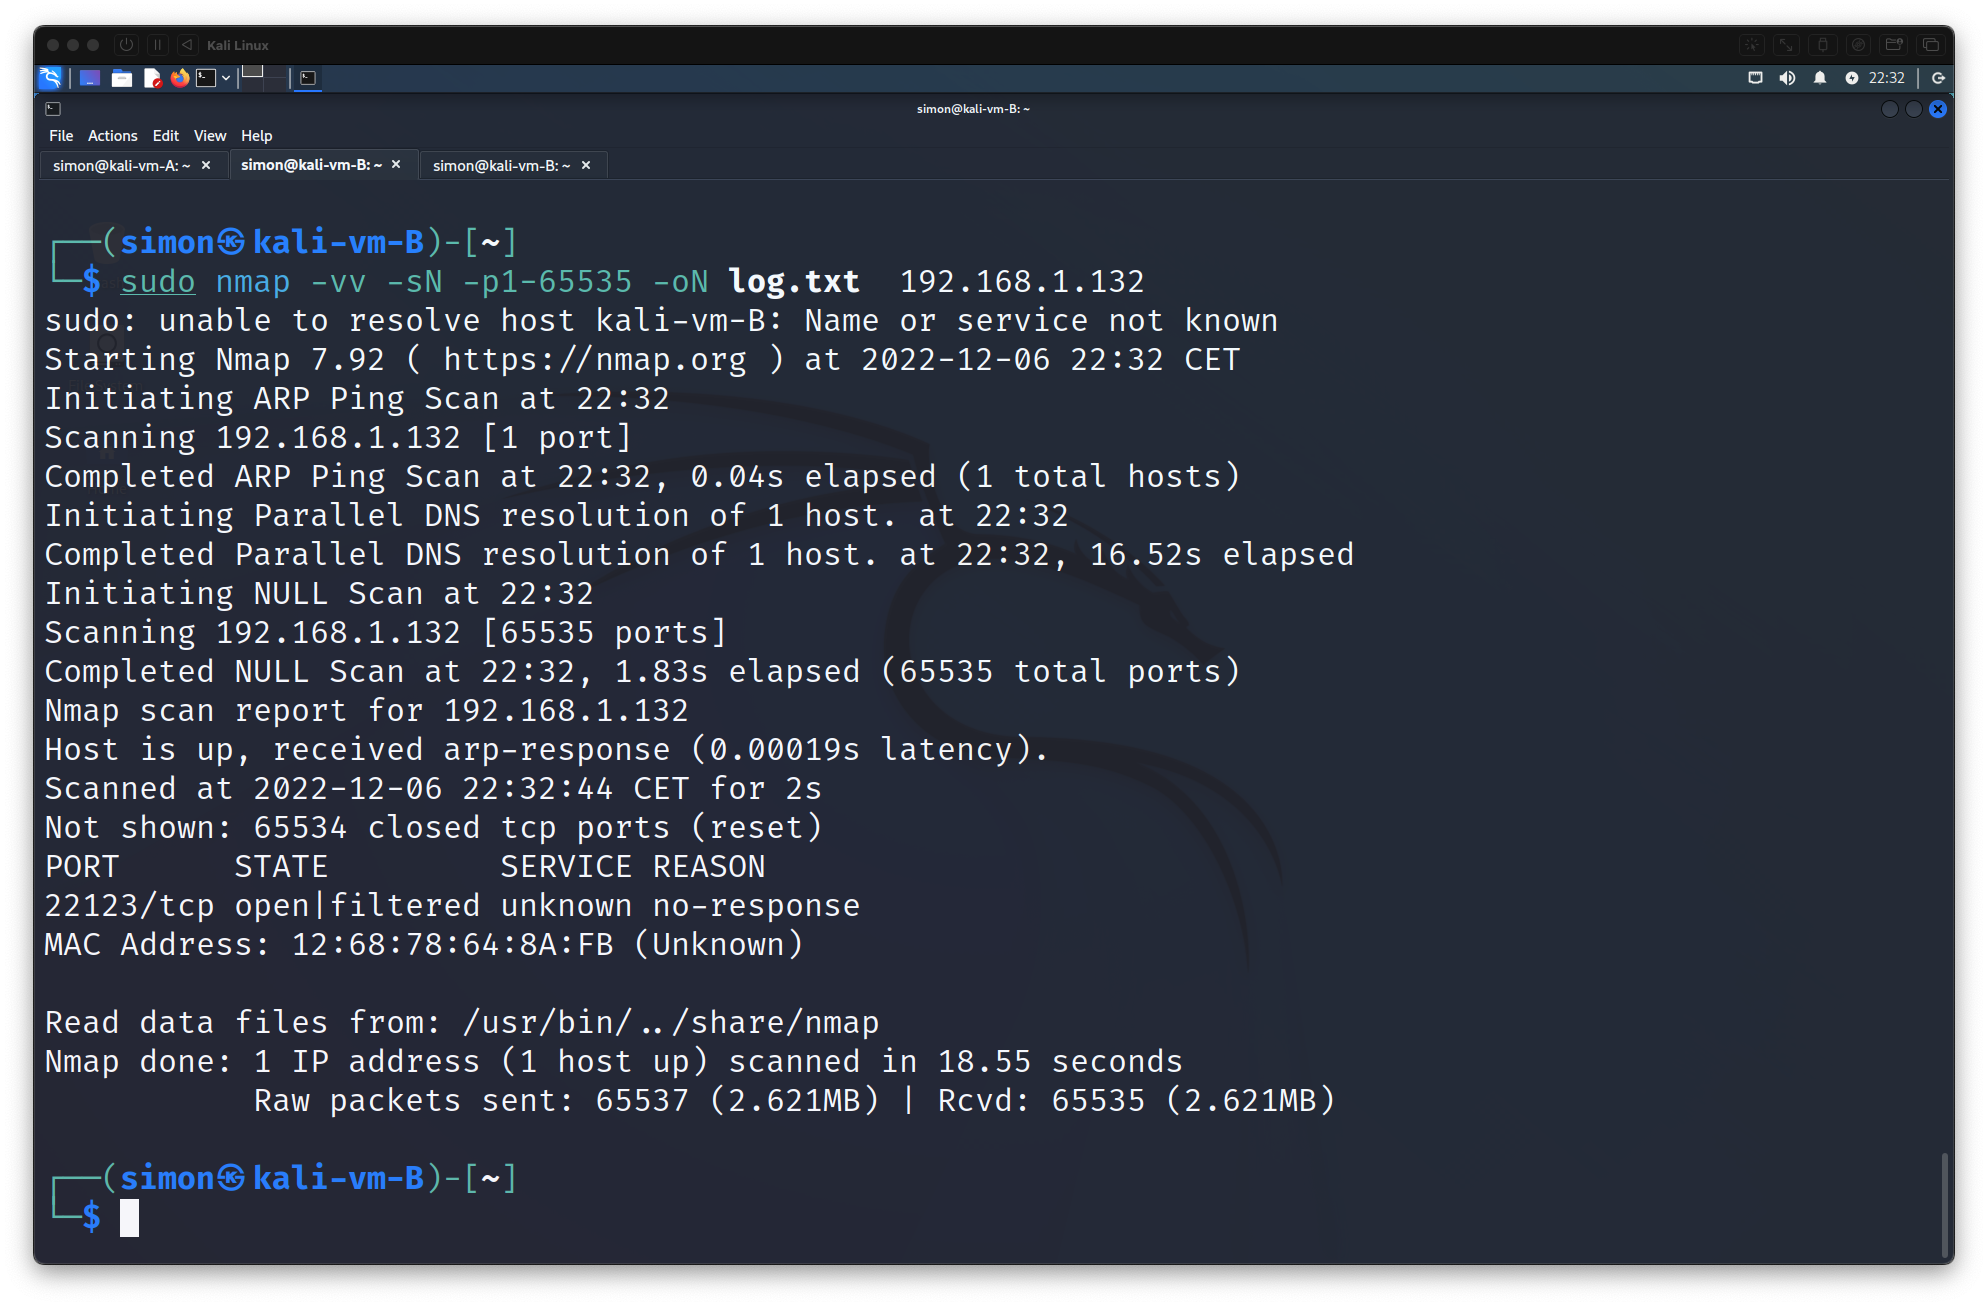 Kali Linux
22:32
simon@kali-vm-B: ~
File Actions Edit View Help
simon@kali-vm-A: ~ simon@kali-vm-B: ~ simon@kali-vm-B: ~
┌──(simon㉿kali-vm-B)-[~]
└─$ sudo nmap -vv -sN -p1-65535 -oN log.txt  192.168.1.132
sudo: unable to resolve host kali-vm-B: Name or service not known
Starting Nmap 7.92 ( https://nmap.org ) at 2022-12-06 22:32 CET
Initiating ARP Ping Scan at 22:32
Scanning 192.168.1.132 [1 port]
Completed ARP Ping Scan at 22:32, 0.04s elapsed (1 total hosts)
Initiating Parallel DNS resolution of 1 host. at 22:32
Completed Parallel DNS resolution of 1 host. at 22:32, 16.52s elapsed
Initiating NULL Scan at 22:32
Scanning 192.168.1.132 [65535 ports]
Completed NULL Scan at 22:32, 1.83s elapsed (65535 total ports)
Nmap scan report for 192.168.1.132
Host is up, received arp-response (0.00019s latency).
Scanned at 2022-12-06 22:32:44 CET for 2s
Not shown: 65534 closed tcp ports (reset)
PORT      STATE         SERVICE REASON
22123/tcp open|filtered unknown no-response
MAC Address: 12:68:78:64:8A:FB (Unknown)
Read data files from: /usr/bin/../share/nmap
Nmap done: 1 IP address (1 host up) scanned in 18.55 seconds
Raw packets sent: 65537 (2.621MB) | Rcvd: 65535 (2.621MB)
┌──(simon㉿kali-vm-B)-[~]
└─$